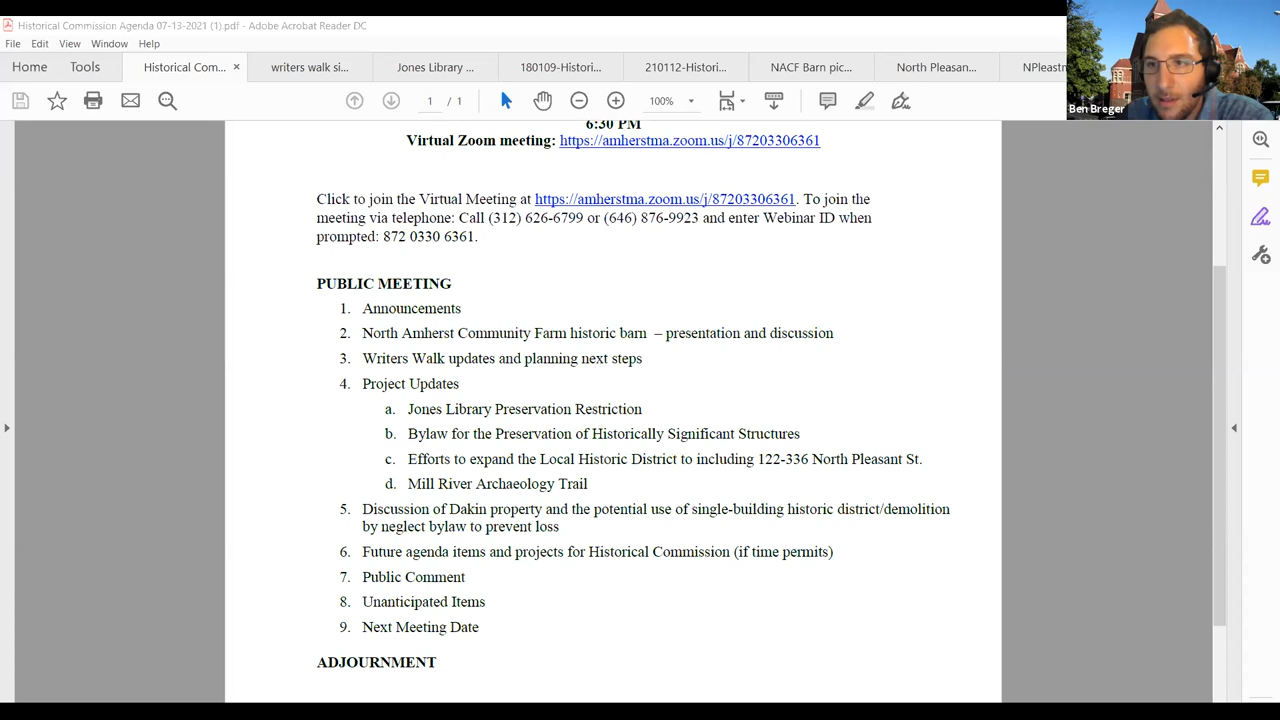 Historical Commission Agenda 07-13-2021 (1).pdf - Adobe Acrobat Reader DC
File Edit View Window Help
Home Tools Historical Com... × writers walk si... Jones Library ... 180109-Histori... 210112-Histori... NACF Barn pic... North Pleasan... NPleastn
1 / 1 100%
Ben Breger
6:30 PM
Virtual Zoom meeting: https://amherstma.zoom.us/j/87203306361
Click to join the Virtual Meeting at https://amherstma.zoom.us/j/87203306361. To join the
meeting via telephone: Call (312) 626-6799 or (646) 876-9923 and enter Webinar ID when
prompted: 872 0330 6361.
PUBLIC MEETING
1. Announcements
2. North Amherst Community Farm historic barn – presentation and discussion
3. Writers Walk updates and planning next steps
4. Project Updates
a. Jones Library Preservation Restriction
b. Bylaw for the Preservation of Historically Significant Structures
c. Efforts to expand the Local Historic District to including 122-336 North Pleasant St.
d. Mill River Archaeology Trail
5. Discussion of Dakin property and the potential use of single-building historic district/demolition
by neglect bylaw to prevent loss
6. Future agenda items and projects for Historical Commission (if time permits)
7. Public Comment
8. Unanticipated Items
9. Next Meeting Date
ADJOURNMENT